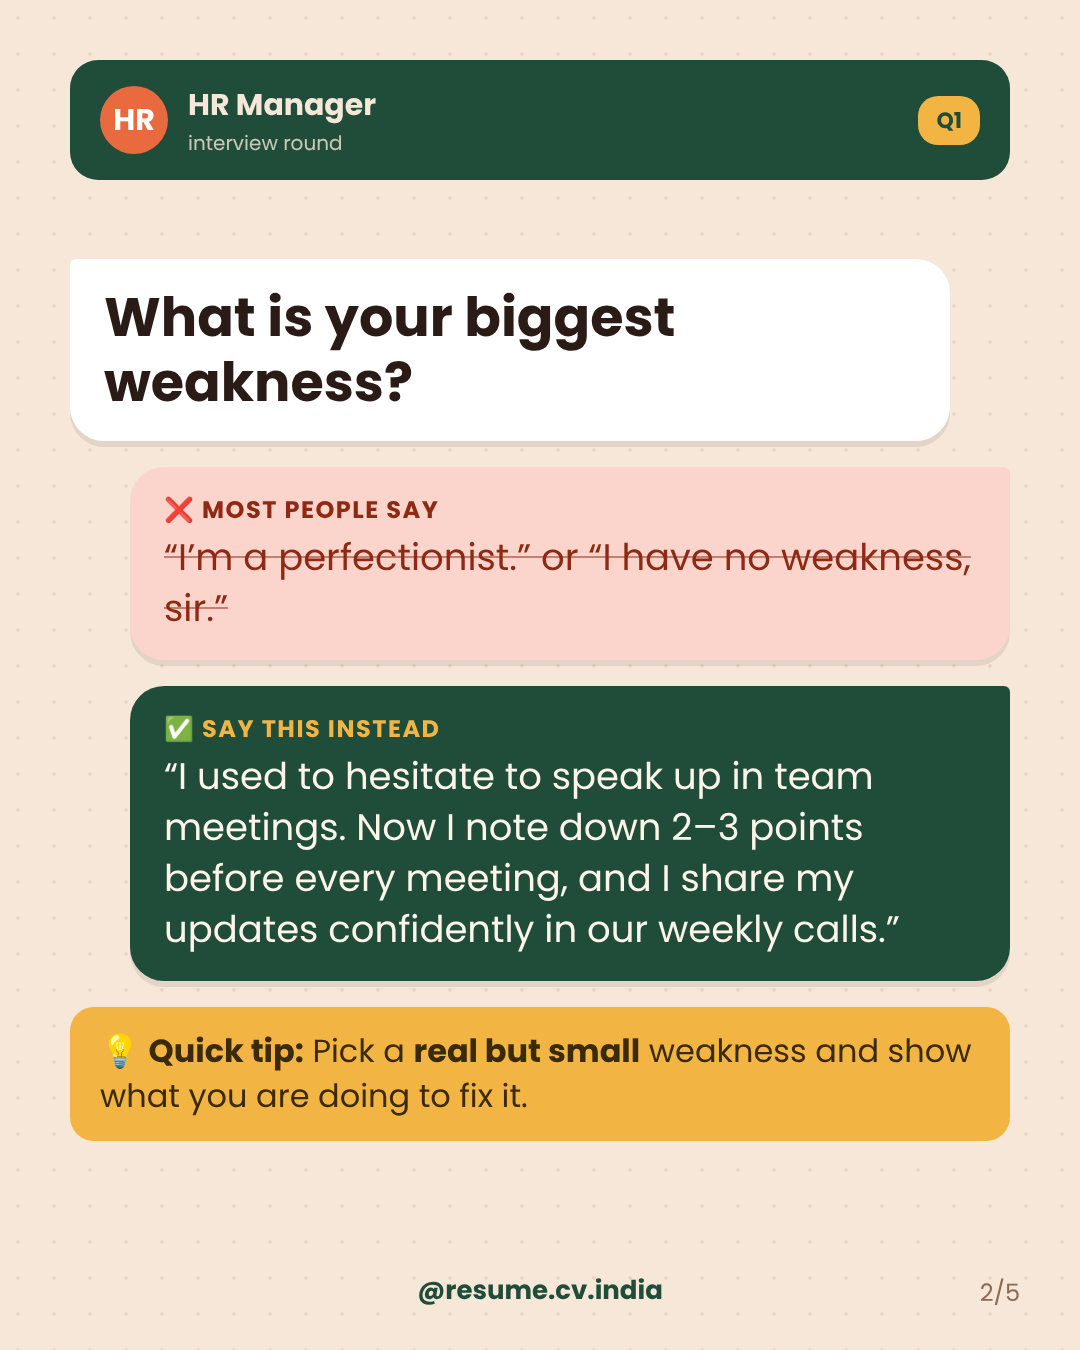 HR
HR Manager
interview round
Q1
What is your biggest
weakness?
❌ MOST PEOPLE SAY
“I’m a perfectionist.” or “I have no weakness,
sir.”
✅ SAY THIS INSTEAD
“I used to hesitate to speak up in team
meetings. Now I note down 2–3 points
before every meeting, and I share my
updates confidently in our weekly calls.”
💡 Quick tip: Pick a real but small weakness and show
what you are doing to fix it.
@resume.cv.india
2/5